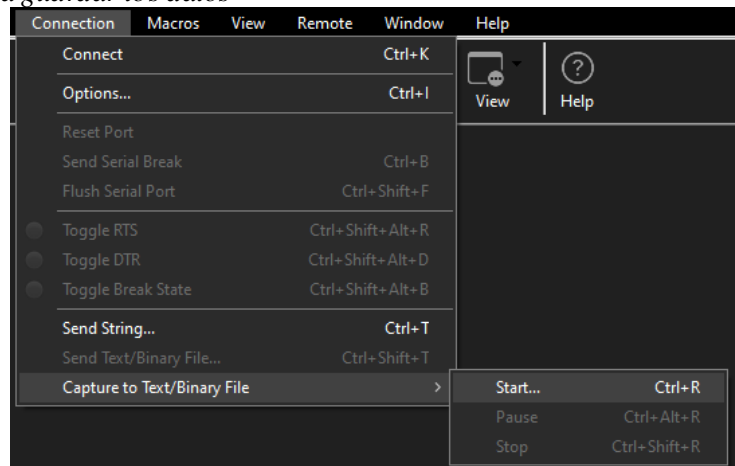 a guardar los datos
Connection Macros View Remote Window Help
Connect Ctrl+K
Options... Ctrl+I
View Help
Reset Port
Send Serial Break Ctrl+B
Flush Serial Port Ctrl+Shift+F
Toggle RTS Ctrl+Shift+Alt+R
Toggle DTR Ctrl+Shift+Alt+D
Toggle Break State Ctrl+Shift+Alt+B
Send String... Ctrl+T
Send Text/Binary File... Ctrl+Shift+T
Capture to Text/Binary File >
Start... Ctrl+R
Pause Ctrl+Alt+R
Stop Ctrl+Shift+R